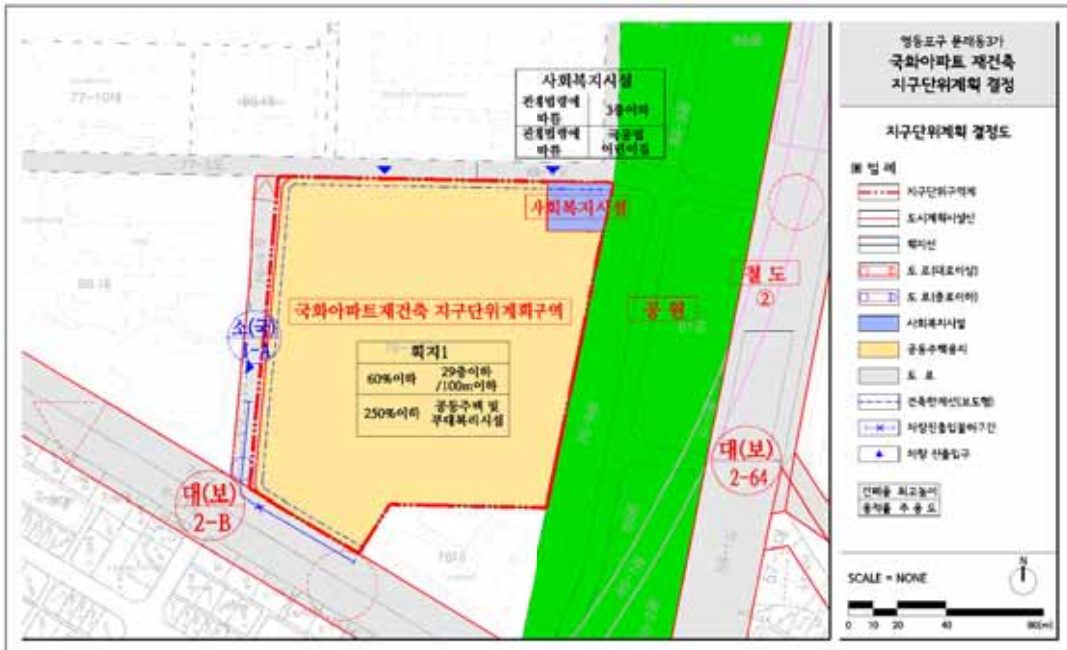 영등포구 문래동3가
국화아파트 재건축
지구단위계획 결정
지구단위계획 결정도
범 례
지구단위구역계
도시계획시설선
획지선
도 로(대로이상)
도 로(중로이하)
사회복지시설
공동주택용지
도 로
건축한계선(보도형)
차량진출입불허구간
차량 진출입구
건폐율 최고높이
용적률 주 용 도
SCALE = NONE
N
0 10 20 40 80(m)
사회복지시설
관계법령에 따름 3층이하
관계법령에 따름 국공립 어린이집
77-10대
사회복지시설
국화아파트재건축 지구단위계획구역
획지1
60%이하 29층이하 /100m이하
250%이하 공동주택 및 부대복리시설
소(국)
1-A
대(보)
2-B
공 원
철 도
②
대(보)
2-64